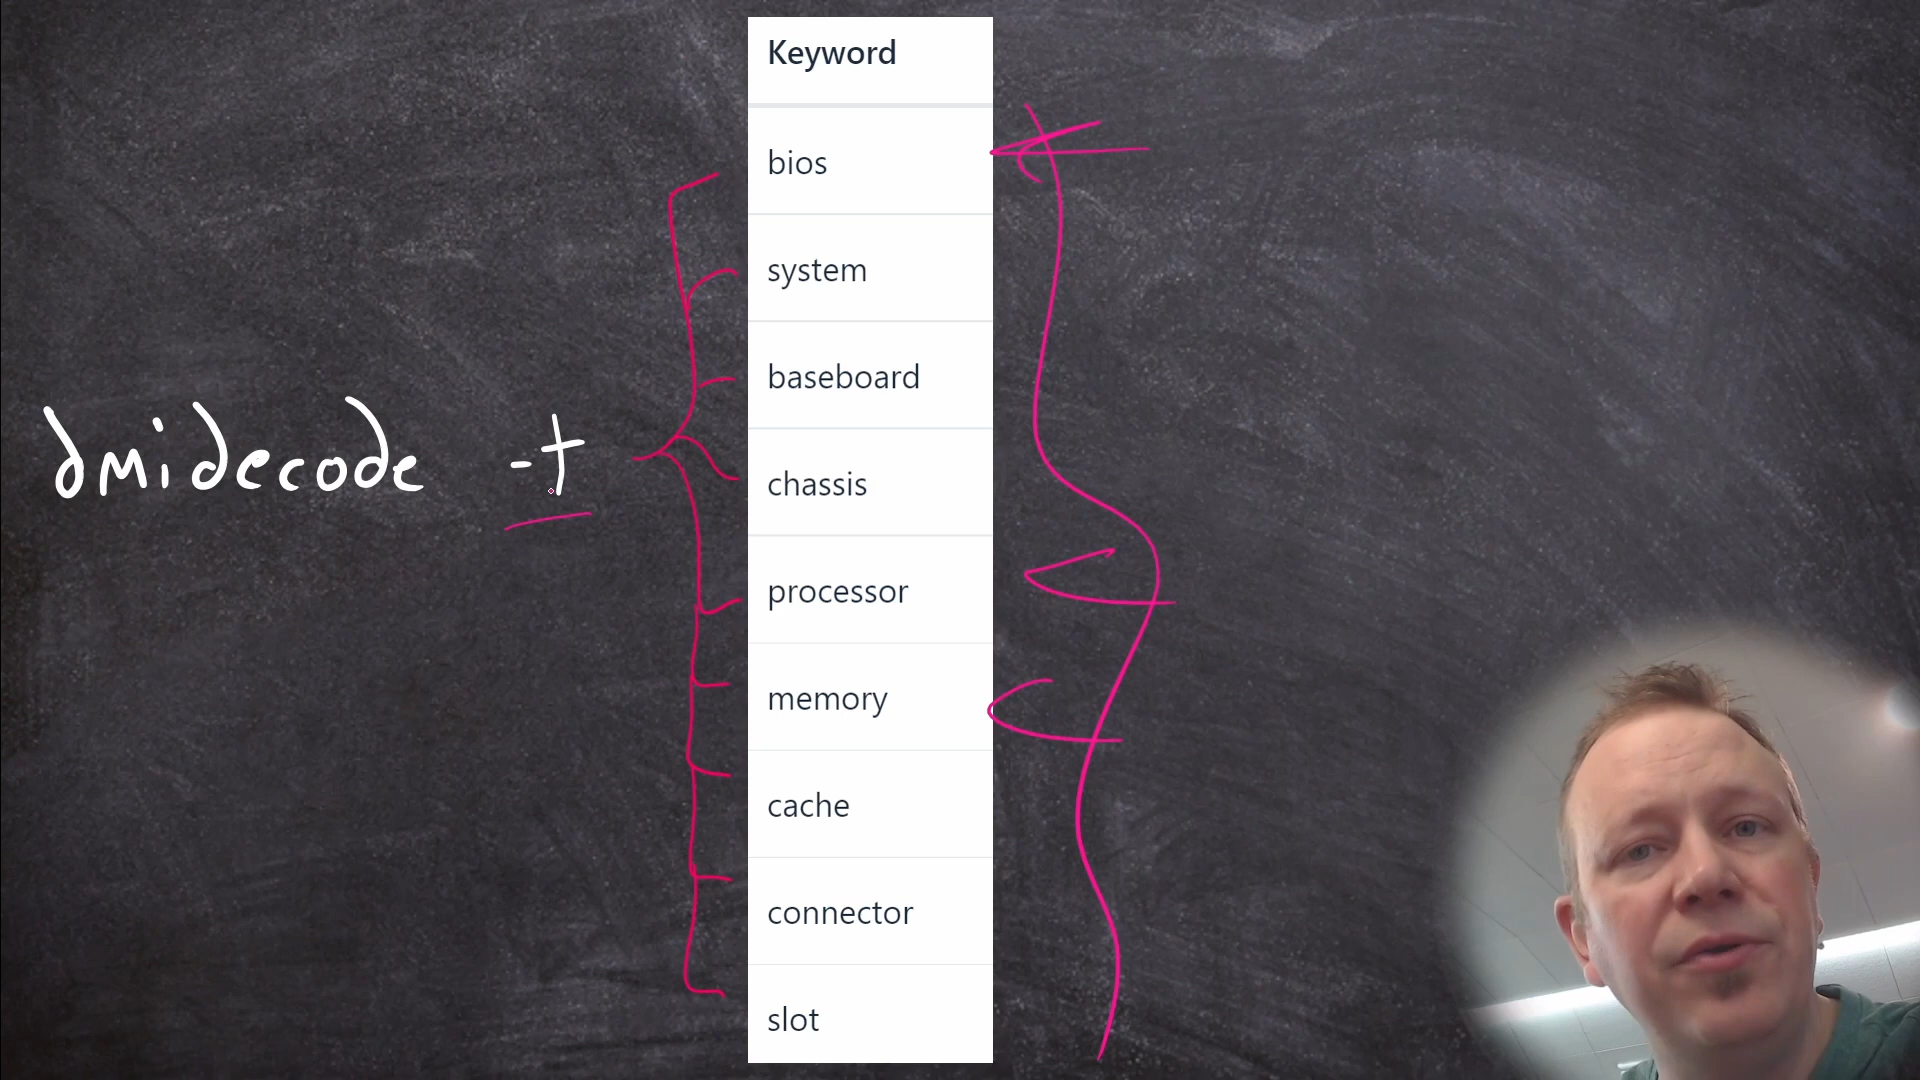 Keyword
bios
system
baseboard
chassis
dmidecode -t
processor
memory
cache
connector
slot